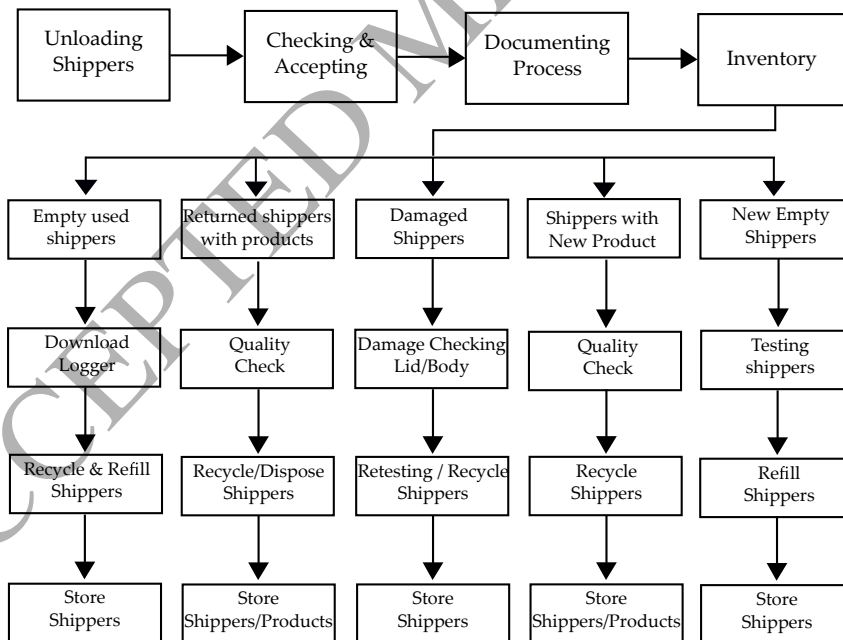 Unloading
Shippers
Checking &
Accepting
Documenting
Process
Inventory
Empty used
shippers
Returned shippers
with products
Damaged
Shippers
Shippers with
New Product
New Empty
Shippers
Download
Logger
Quality
Check
Damage Checking
Lid/Body
Quality
Check
Testing
shippers
Recycle & Refill
Shippers
Recycle/Dispose
Shippers
Retesting / Recycle
Shippers
Recycle
Shippers
Refill
Shippers
Store
Shippers
Store
Shippers/Products
Store
Shippers
Store
Shippers/Products
Store
Shippers
CCEPTED M